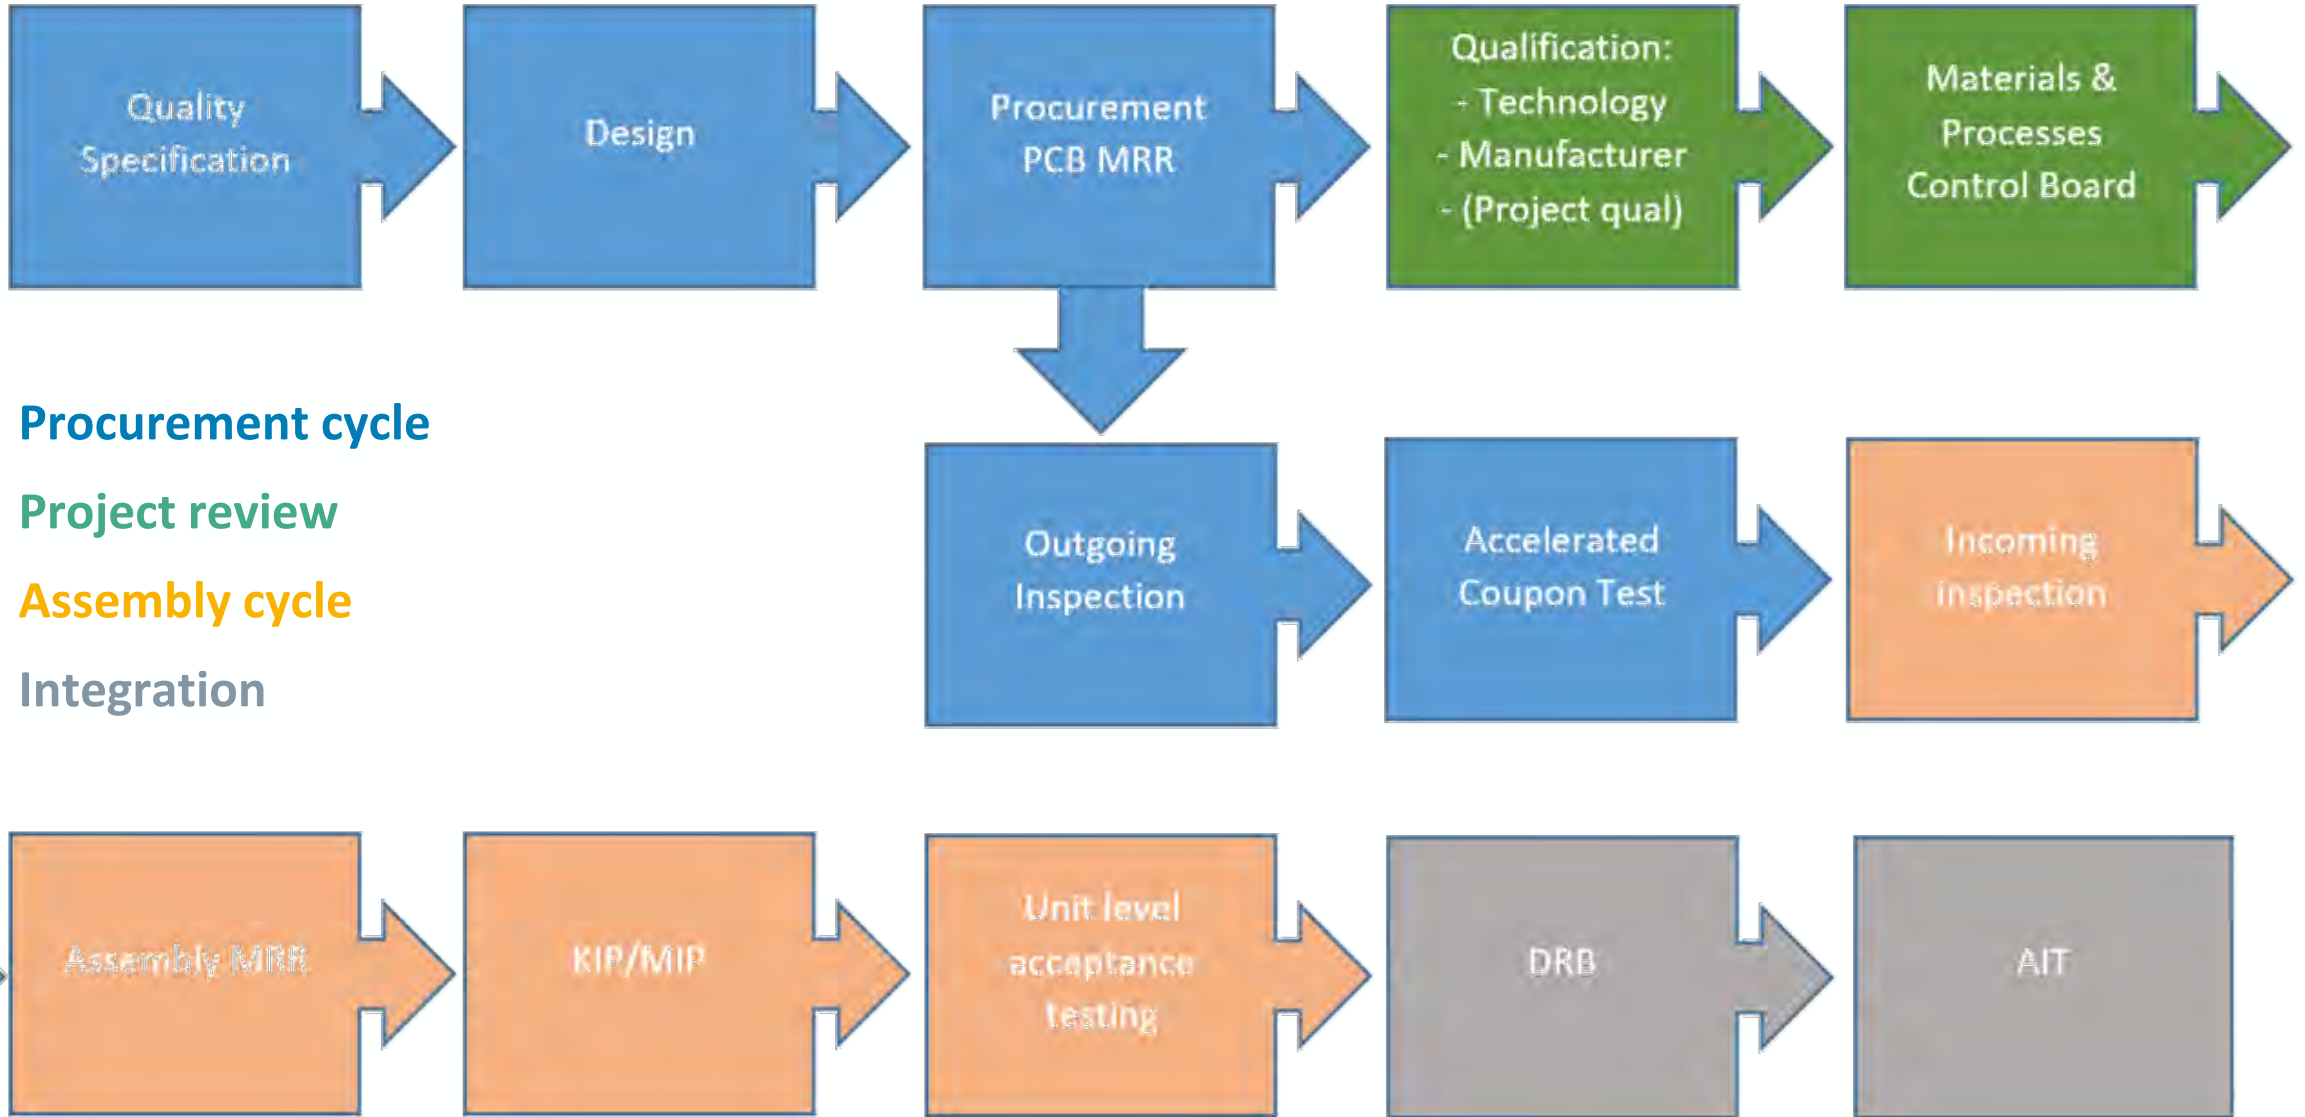 Quality
Specification
Design
Procurement
PCB MRR
Qualification:
- Technology
- Manufacturer
- (Project qual)
Materials &
Processes
Control Board
Procurement cycle
Project review
Assembly cycle
Integration
Outgoing
Inspection
Accelerated
Coupon Test
Incoming
inspection
Assembly MRR
KIP/MIP
Unit level
acceptance
testing
DRB
AIT